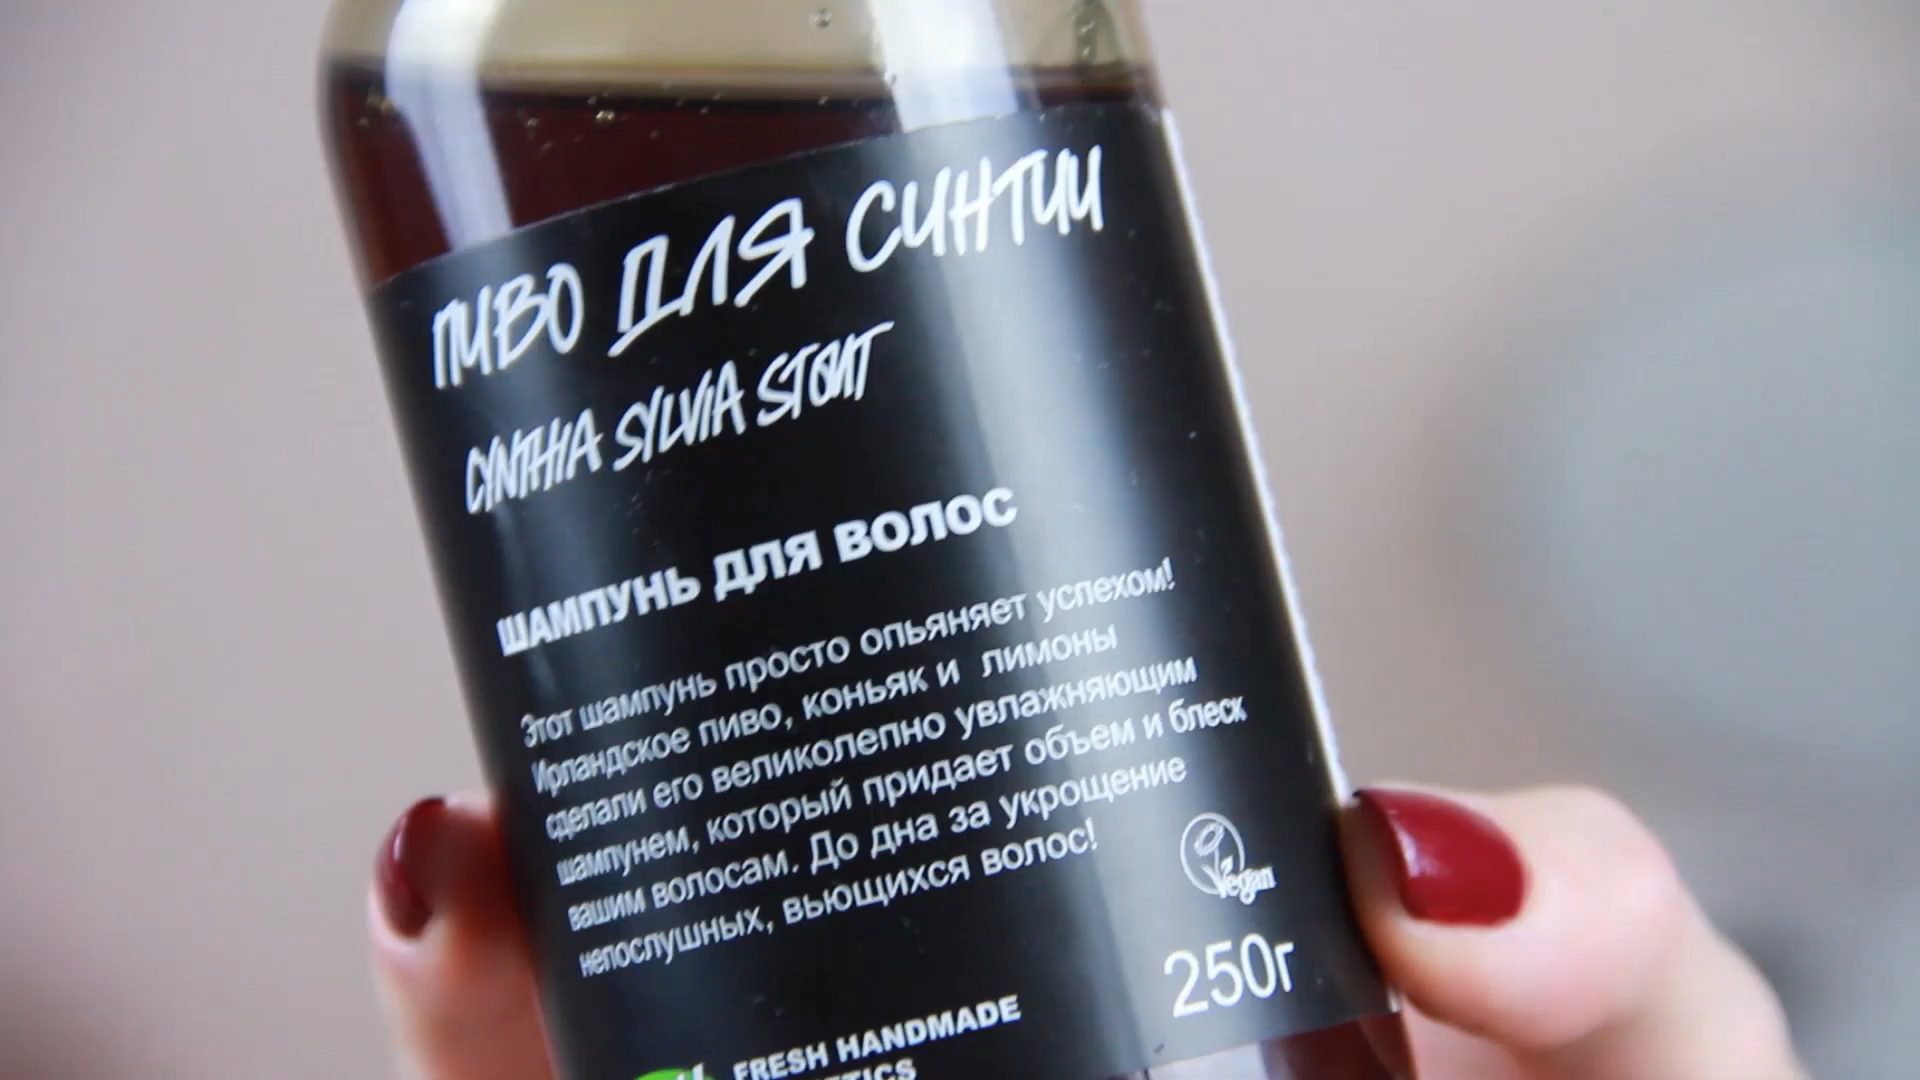 ПИВО ДЛЯ СИНТИИ
CYNTHIA SYLVIA STOUT
ШАМПУНЬ ДЛЯ ВОЛОС
Этот шампунь просто опьяняет успехом!
Ирландское пиво, коньяк и лимоны
сделали его великолепно увлажняющим
шампунем, который придает объем и блеск
вашим волосам. До дна за укрощение
непослушных, вьющихся волос!
Vegan
250г
FRESH HANDMADE